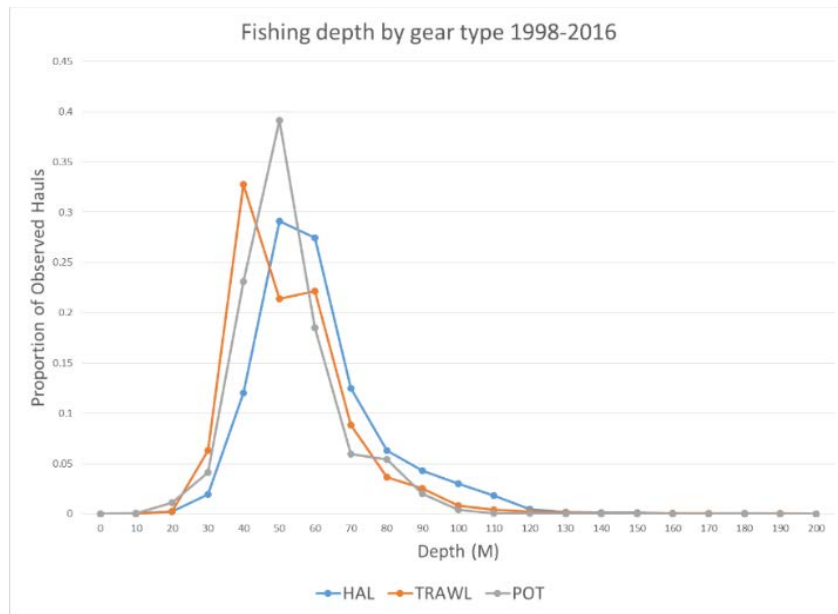 Fishing depth by gear type 1998-2016
0.45
0.4
0.35
0.3
0.25
0.2
0.15
0.1
0.05
0
Proportion of Observed Hauls
0 10 20 30 40 50 60 70 80 90 100 110 120 130 140 150 160 170 180 190 200
Depth (M)
HAL TRAWL POT